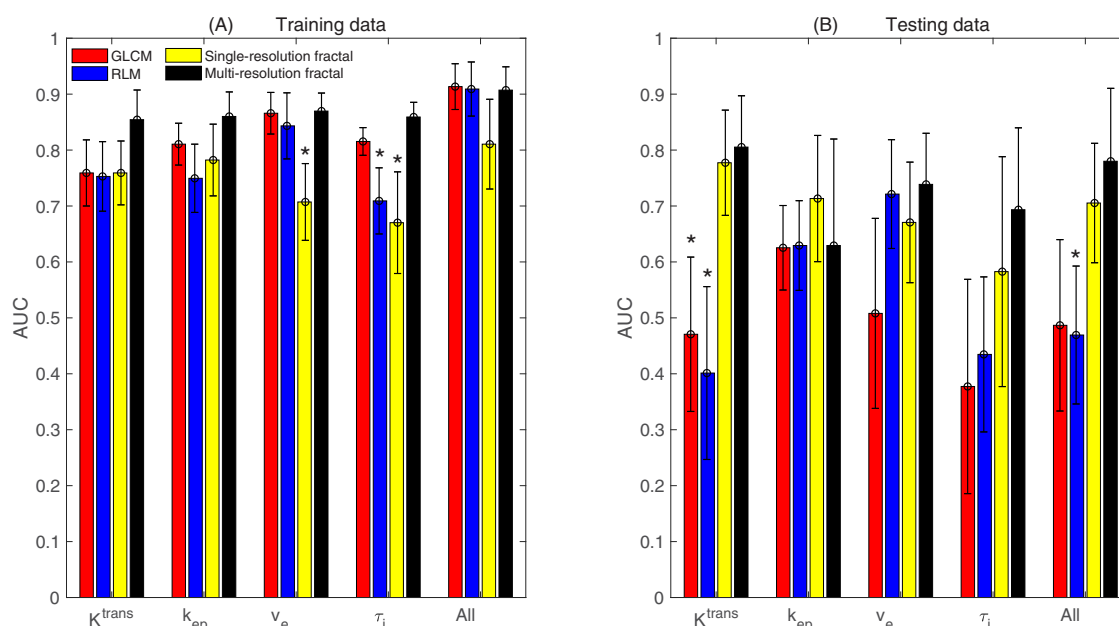 (A) Training data
GLCM
RLM
Single-resolution fractal
Multi-resolution fractal
AUC
1
0.9
0.8
0.7
0.6
0.5
0.4
0.3
0.2
0.1
0
*
*
*
K^trans
k_ep
v_e
τ_i
All
(B) Testing data
AUC
1
0.9
0.8
0.7
0.6
0.5
0.4
0.3
0.2
0.1
0
*
*
*
K^trans
k_ep
v_e
τ_i
All